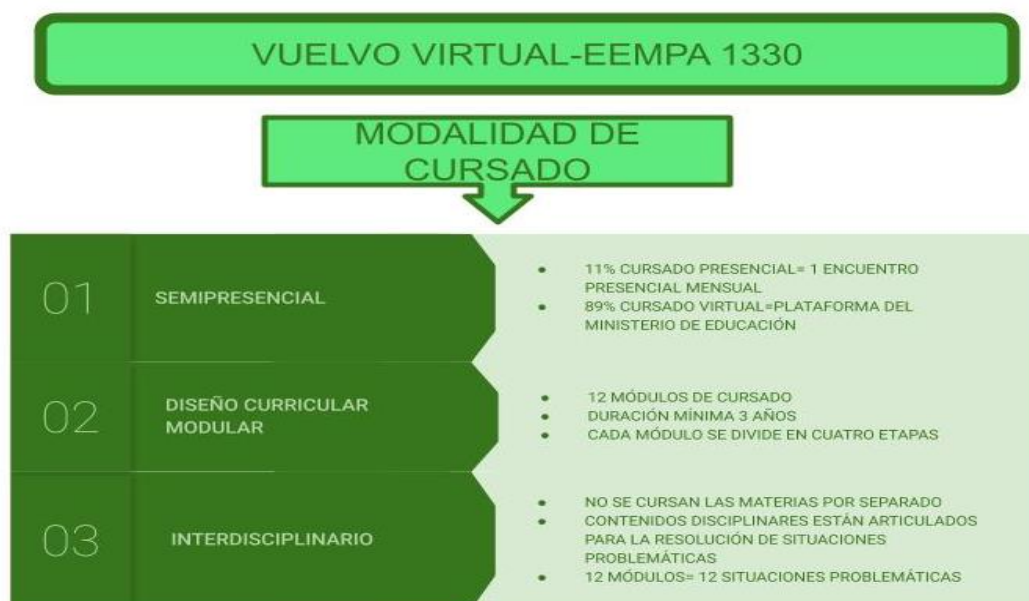 VUELVO VIRTUAL-EEMPA 1330
MODALIDAD DE
CURSADO
01
SEMIPRESENCIAL
• 11% CURSADO PRESENCIAL= 1 ENCUENTRO
PRESENCIAL MENSUAL
• 89% CURSADO VIRTUAL=PLATAFORMA DEL
MINISTERIO DE EDUCACIÓN
02
DISEÑO CURRICULAR
MODULAR
• 12 MÓDULOS DE CURSADO
• DURACIÓN MÍNIMA 3 AÑOS
• CADA MÓDULO SE DIVIDE EN CUATRO ETAPAS
03
INTERDISCIPLINARIO
• NO SE CURSAN LAS MATERIAS POR SEPARADO
• CONTENIDOS DISCIPLINARES ESTÁN ARTICULADOS
PARA LA RESOLUCIÓN DE SITUACIONES
PROBLEMÁTICAS
• 12 MÓDULOS= 12 SITUACIONES PROBLEMÁTICAS